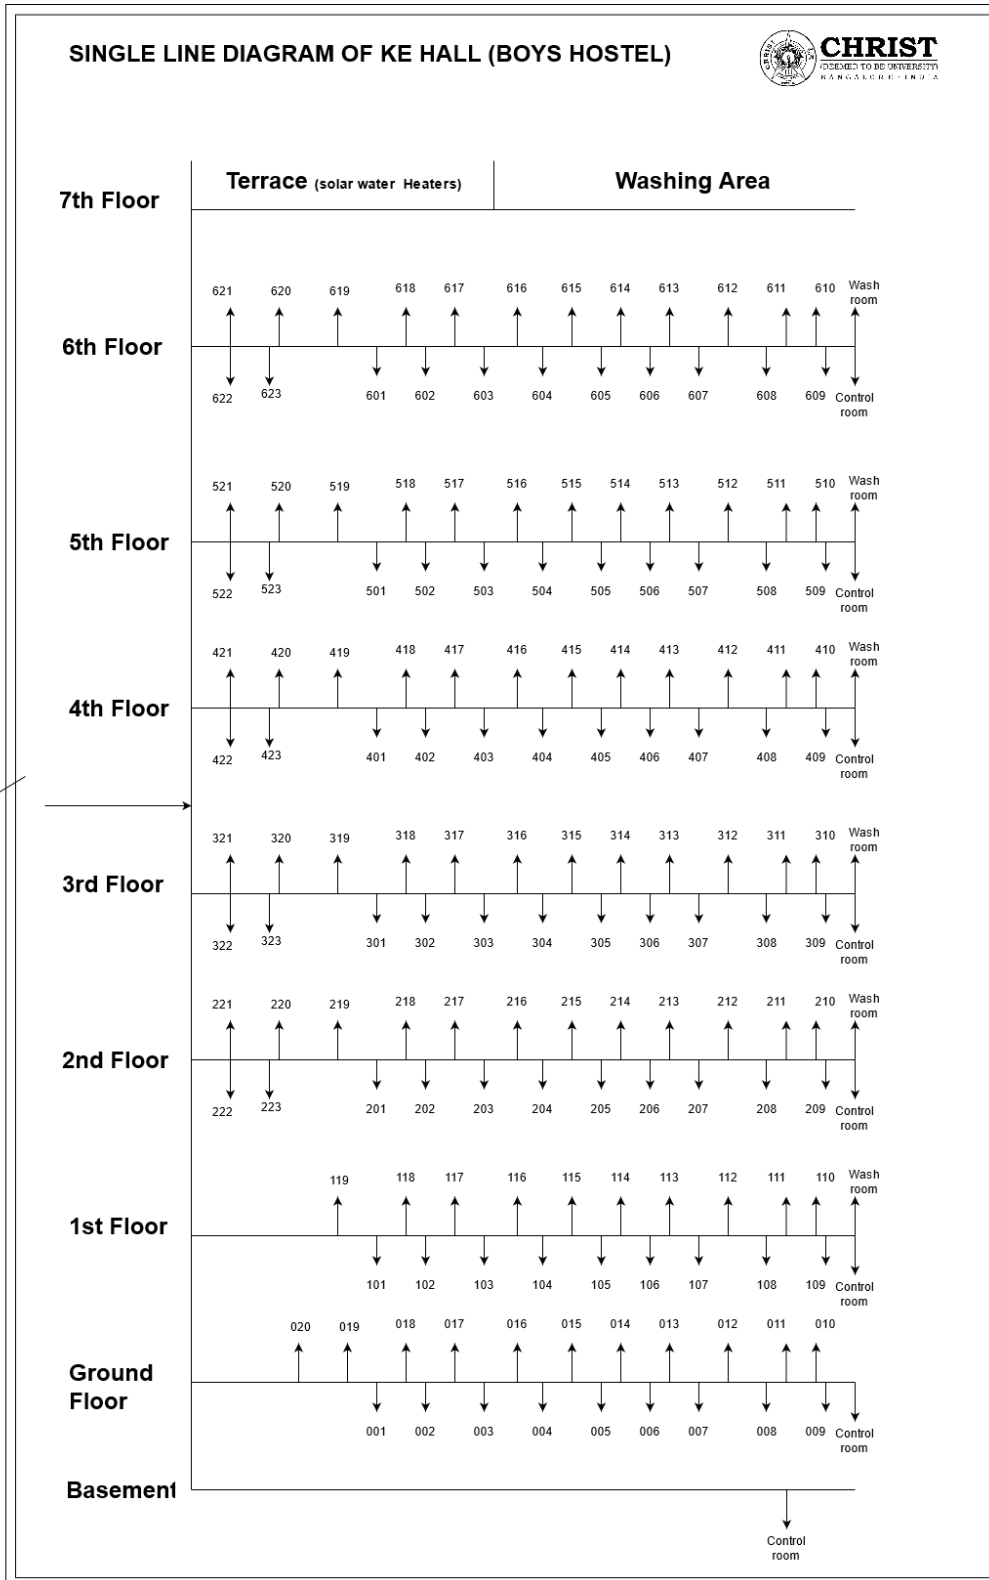 SINGLE LINE DIAGRAM OF KE HALL (BOYS HOSTEL)
CHRIST
(DEEMED TO BE UNIVERSITY)
BANGALORE · INDIA
Terrace (solar water Heaters)
Washing Area
7th Floor
621 620 619 618 617 616 615 614 613 612 611 610 Wash room
6th Floor
622 623 601 602 603 604 605 606 607 608 609 Control room
521 520 519 518 517 516 515 514 513 512 511 510 Wash room
5th Floor
522 523 501 502 503 504 505 506 507 508 509 Control room
421 420 419 418 417 416 415 414 413 412 411 410 Wash room
4th Floor
422 423 401 402 403 404 405 406 407 408 409 Control room
321 320 319 318 317 316 315 314 313 312 311 310 Wash room
3rd Floor
322 323 301 302 303 304 305 306 307 308 309 Control room
221 220 219 218 217 216 215 214 213 212 211 210 Wash room
2nd Floor
222 223 201 202 203 204 205 206 207 208 209 Control room
119 118 117 116 115 114 113 112 111 110 Wash room
1st Floor
101 102 103 104 105 106 107 108 109 Control room
020 019 018 017 016 015 014 013 012 011 010
Ground
Floor
001 002 003 004 005 006 007 008 009 Control room
Basement
Control
room